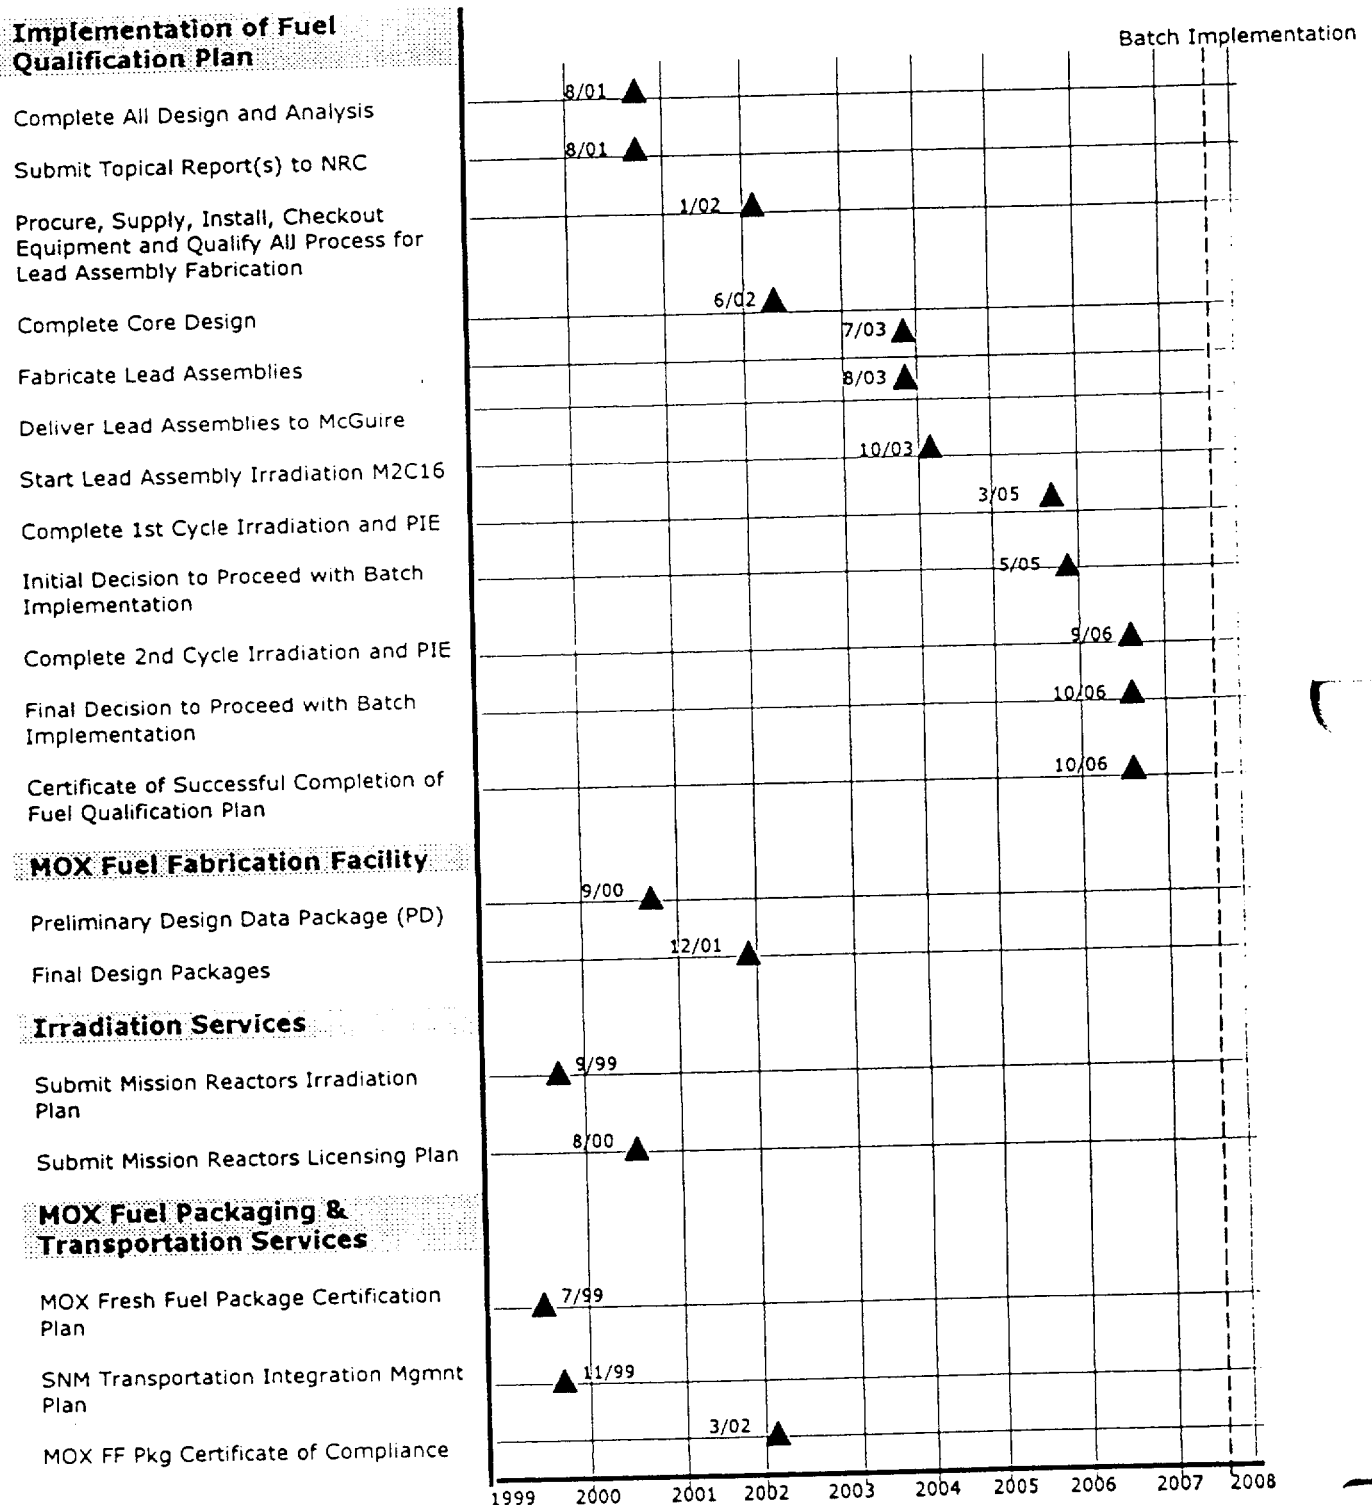 Implementation of Fuel
Qualification Plan
Batch Implementation
8/01
Complete All Design and Analysis
8/01
Submit Topical Report(s) to NRC
1/02
Procure, Supply, Install, Checkout
Equipment and Qualify All Process for
Lead Assembly Fabrication
6/02
Complete Core Design
7/03
Fabricate Lead Assemblies
8/03
Deliver Lead Assemblies to McGuire
10/03
Start Lead Assembly Irradiation M2C16
3/05
Complete 1st Cycle Irradiation and PIE
5/05
Initial Decision to Proceed with Batch
Implementation
9/06
Complete 2nd Cycle Irradiation and PIE
10/06
Final Decision to Proceed with Batch
Implementation
10/06
Certificate of Successful Completion of
Fuel Qualification Plan
MOX Fuel Fabrication Facility
9/00
Preliminary Design Data Package (PD)
12/01
Final Design Packages
Irradiation Services
9/99
Submit Mission Reactors Irradiation
Plan
8/00
Submit Mission Reactors Licensing Plan
MOX Fuel Packaging &
Transportation Services
7/99
MOX Fresh Fuel Package Certification
Plan
11/99
SNM Transportation Integration Mgmnt
Plan
3/02
MOX FF Pkg Certificate of Compliance
1999 2000 2001 2002 2003 2004 2005 2006 2007 2008